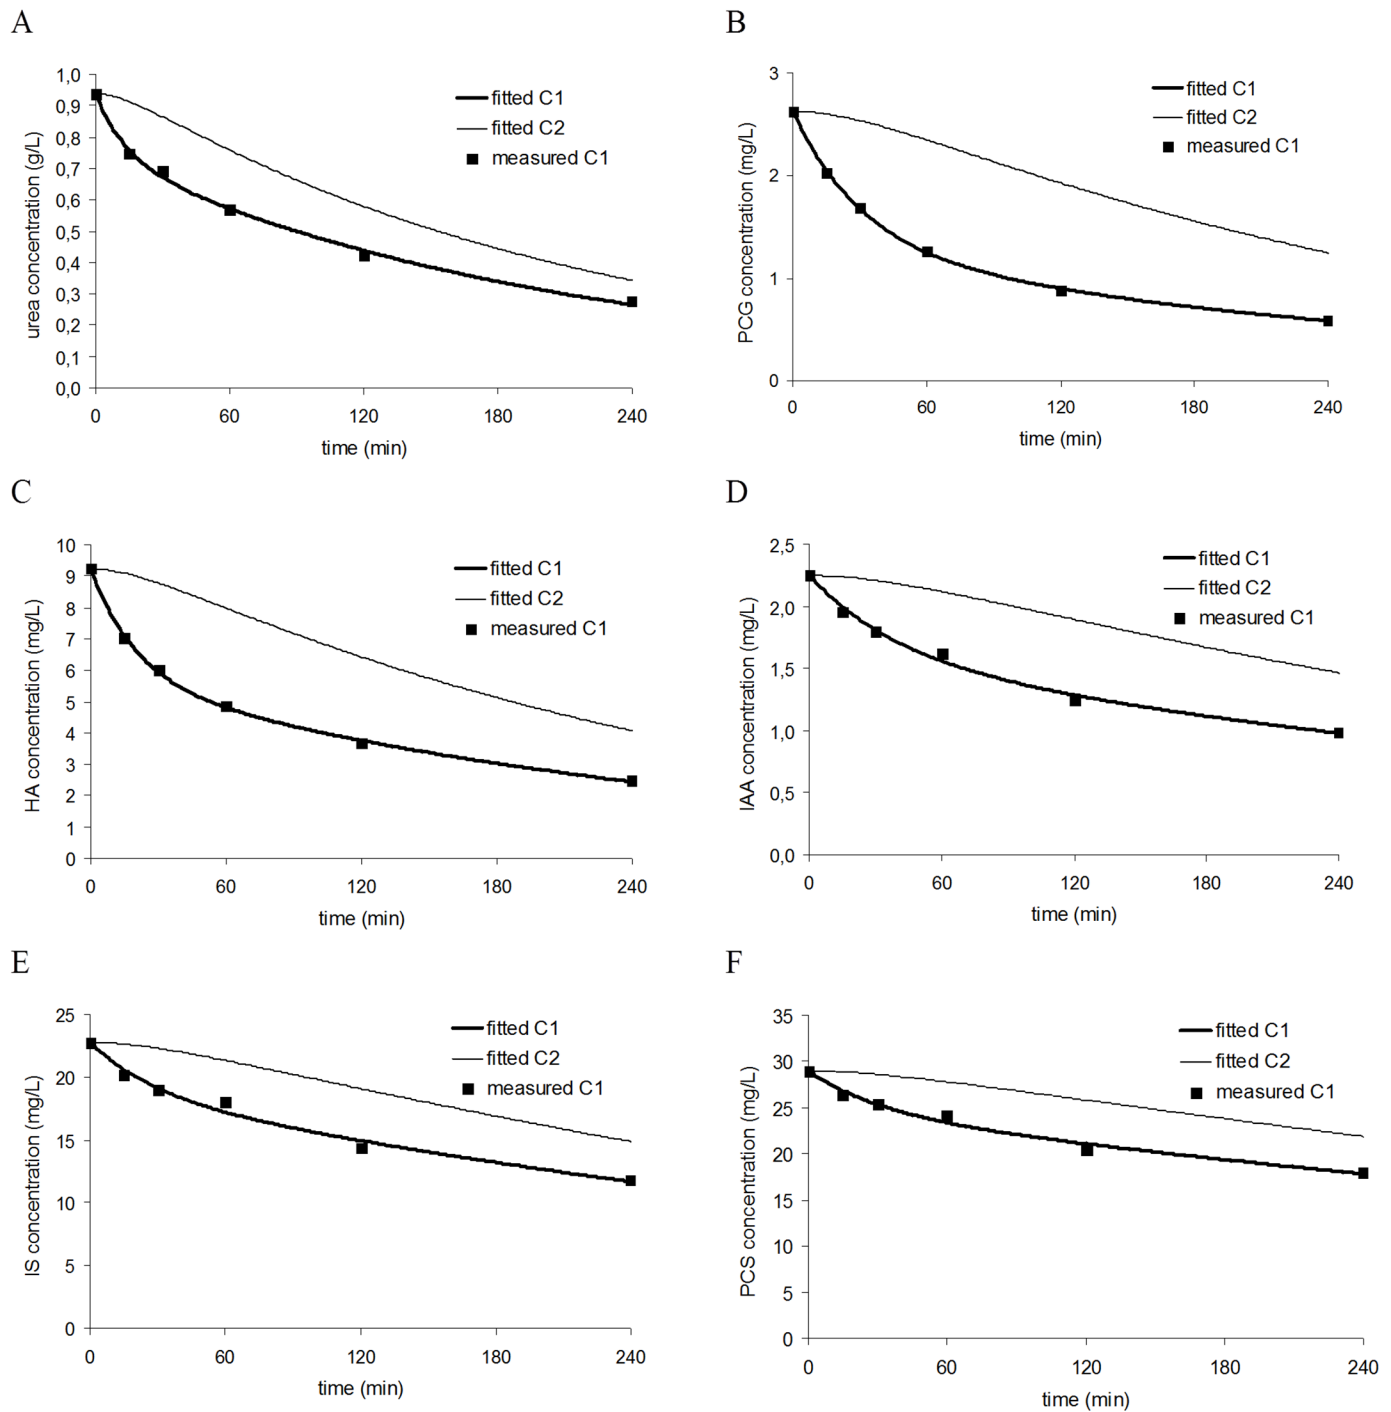 A
urea concentration (g/L)
1,0
0,9
0,8
0,7
0,6
0,5
0,4
0,3
0,2
0,1
0,0
fitted C1
fitted C2
measured C1
0 60 120 180 240
time (min)
B
PCG concentration (mg/L)
3
2
1
0
fitted C1
fitted C2
measured C1
0 60 120 180 240
time (min)
C
HA concentration (mg/L)
10
9
8
7
6
5
4
3
2
1
0
fitted C1
fitted C2
measured C1
0 60 120 180 240
time (min)
D
IAA concentration (mg/L)
2,5
2,0
1,5
1,0
0,5
0,0
fitted C1
fitted C2
measured C1
0 60 120 180 240
time (min)
E
IS concentration (mg/L)
25
20
15
10
5
0
fitted C1
fitted C2
measured C1
0 60 120 180 240
time (min)
F
PCS concentration (mg/L)
35
30
25
20
15
10
5
0
fitted C1
fitted C2
measured C1
0 60 120 180 240
time (min)